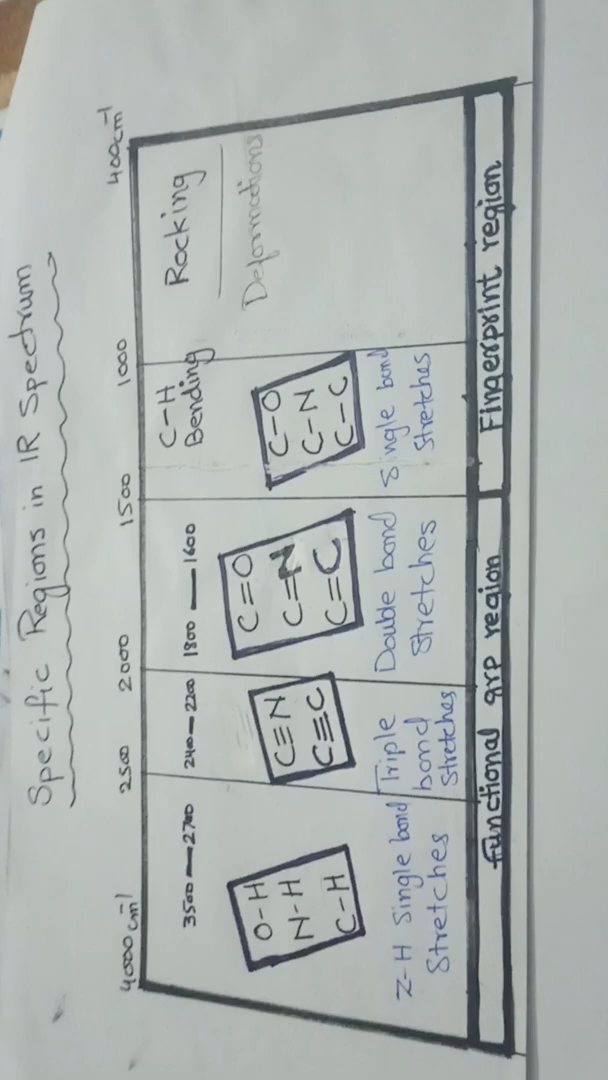 Specific Regions in IR Spectrum
4000 cm⁻¹ 2500 2000 1500 1000 400cm⁻¹
3500 — 2700
O-H
N-H
C-H
Z-H Single bond
Stretches
2400 — 2200
C≡N
C≡C
Triple
bond
Stretches
1800 — 1600
C=O
C=N
C=C
Double bond
Stretches
C-H
Bending
C-O
C-N
C-C
Single bond
Stretches
Rocking
Deformations
Functional grp region
Fingerprint region